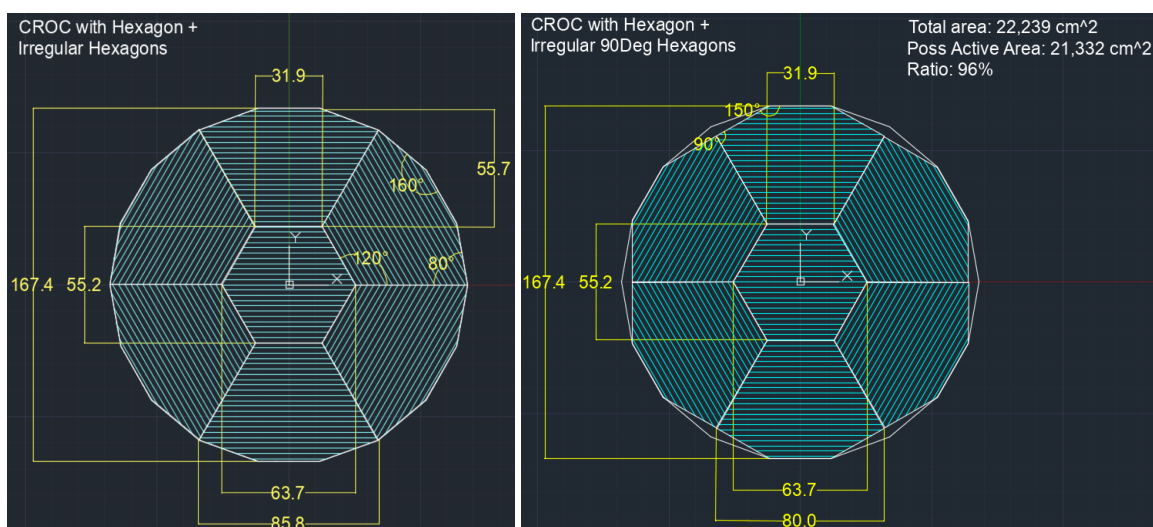 CROC with Hexagon +
Irregular Hexagons
31.9
160°
55.7
120°
80°
Y
X
167.4
55.2
63.7
85.8
CROC with Hexagon +
Irregular 90Deg Hexagons
Total area: 22,239 cm^2
Poss Active Area: 21,332 cm^2
Ratio: 96%
31.9
150°
90°
Y
X
167.4
55.2
63.7
80.0